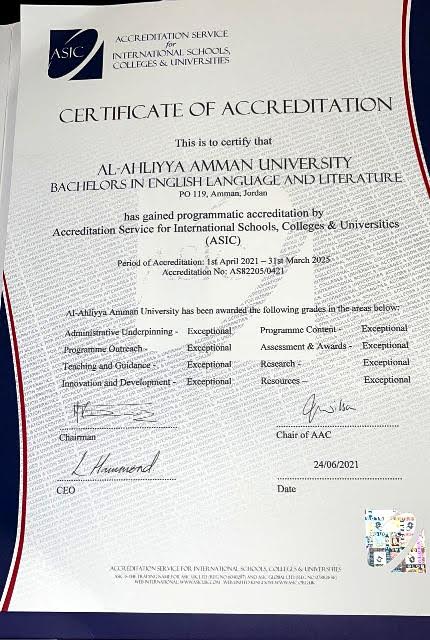 ASIC
ACCREDITATION SERVICE
for
INTERNATIONAL SCHOOLS,
COLLEGES & UNIVERSITIES
CERTIFICATE OF ACCREDITATION
This is to certify that
AL-AHLIYYA AMMAN UNIVERSITY
BACHELORS IN ENGLISH LANGUAGE AND LITERATURE
PO 119, Amman, Jordan
has gained programmatic accreditation by
Accreditation Service for International Schools, Colleges & Universities
(ASIC)
Period of Accreditation: 1st April 2021 – 31st March 2025
Accreditation No: AS82205/0421
Al-Ahliyya Amman University has been awarded the following grades in the areas below:
Administrative Underpinning - Exceptional Programme Content - Exceptional
Programme Outreach - Exceptional Assessment & Awards - Exceptional
Teaching and Guidance - Exceptional Research - Exceptional
Innovation and Development - Exceptional Resources – Exceptional
Chairman Chair of AAC
L Hammond 24/06/2021
CEO Date
ACCREDITATION SERVICE FOR INTERNATIONAL SCHOOLS, COLLEGES & UNIVERSITIES